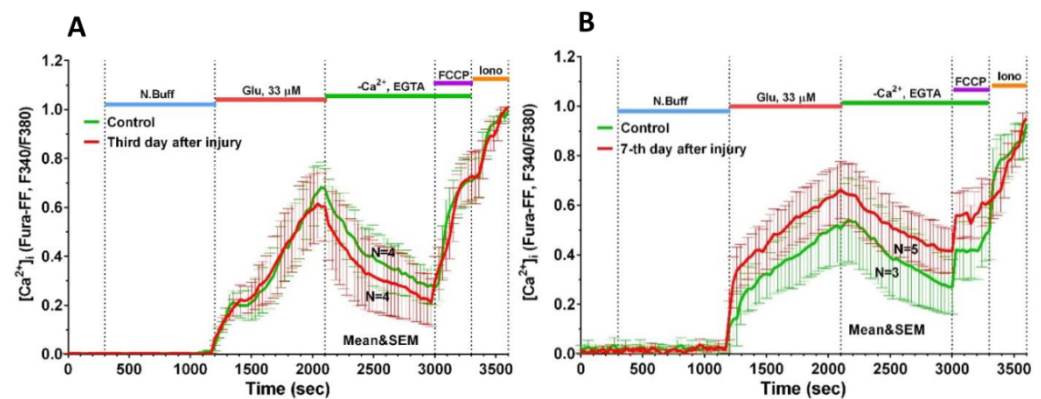 A
[Ca²⁺]ᵢ (Fura-FF, F340/F380)
1.2
1.0
0.8
0.6
0.4
0.2
0.0
FCCP
Iono
N.Buff
Glu, 33 µM
-Ca²⁺, EGTA
Control
Third day after injury
N=4
N=4
Mean&SEM
0 500 1000 1500 2000 2500 3000 3500
Time (sec)
B
[Ca²⁺]ᵢ (Fura-FF, F340/F380)
1.2
1.0
0.8
0.6
0.4
0.2
0.0
FCCP
Iono
N.Buff
Glu, 33 µM
-Ca²⁺, EGTA
Control
7-th day after injury
N=5
N=3
Mean&SEM
0 500 1000 1500 2000 2500 3000 3500
Time (sec)